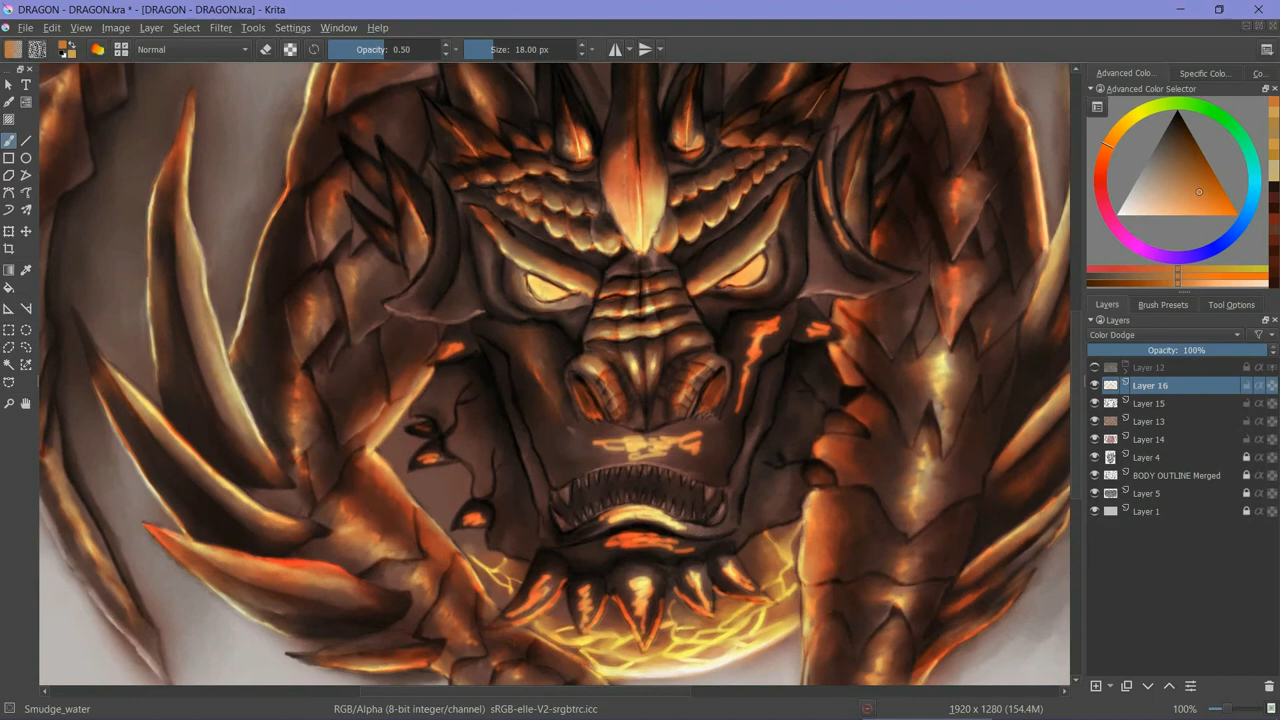 DRAGON - DRAGON.kra * - [DRAGON - DRAGON.kra] - Krita
File Edit View Image Layer Select Filter Tools Settings Window Help
Normal Opacity: 0.50 Size: 18.00 px
Advanced Colo... Specific Colo... Co...
Advanced Color Selector
Layers Brush Presets Tool Options
Layers
Color Dodge
Opacity: 100%
Layer 12
Layer 16
Layer 15
Layer 13
Layer 14
Layer 4
BODY OUTLINE Merged
Layer 5
Layer 1
Smudge_water RGB/Alpha (8-bit integer/channel) sRGB-elle-V2-srgbtrc.icc 1920 x 1280 (154.4M) 100%